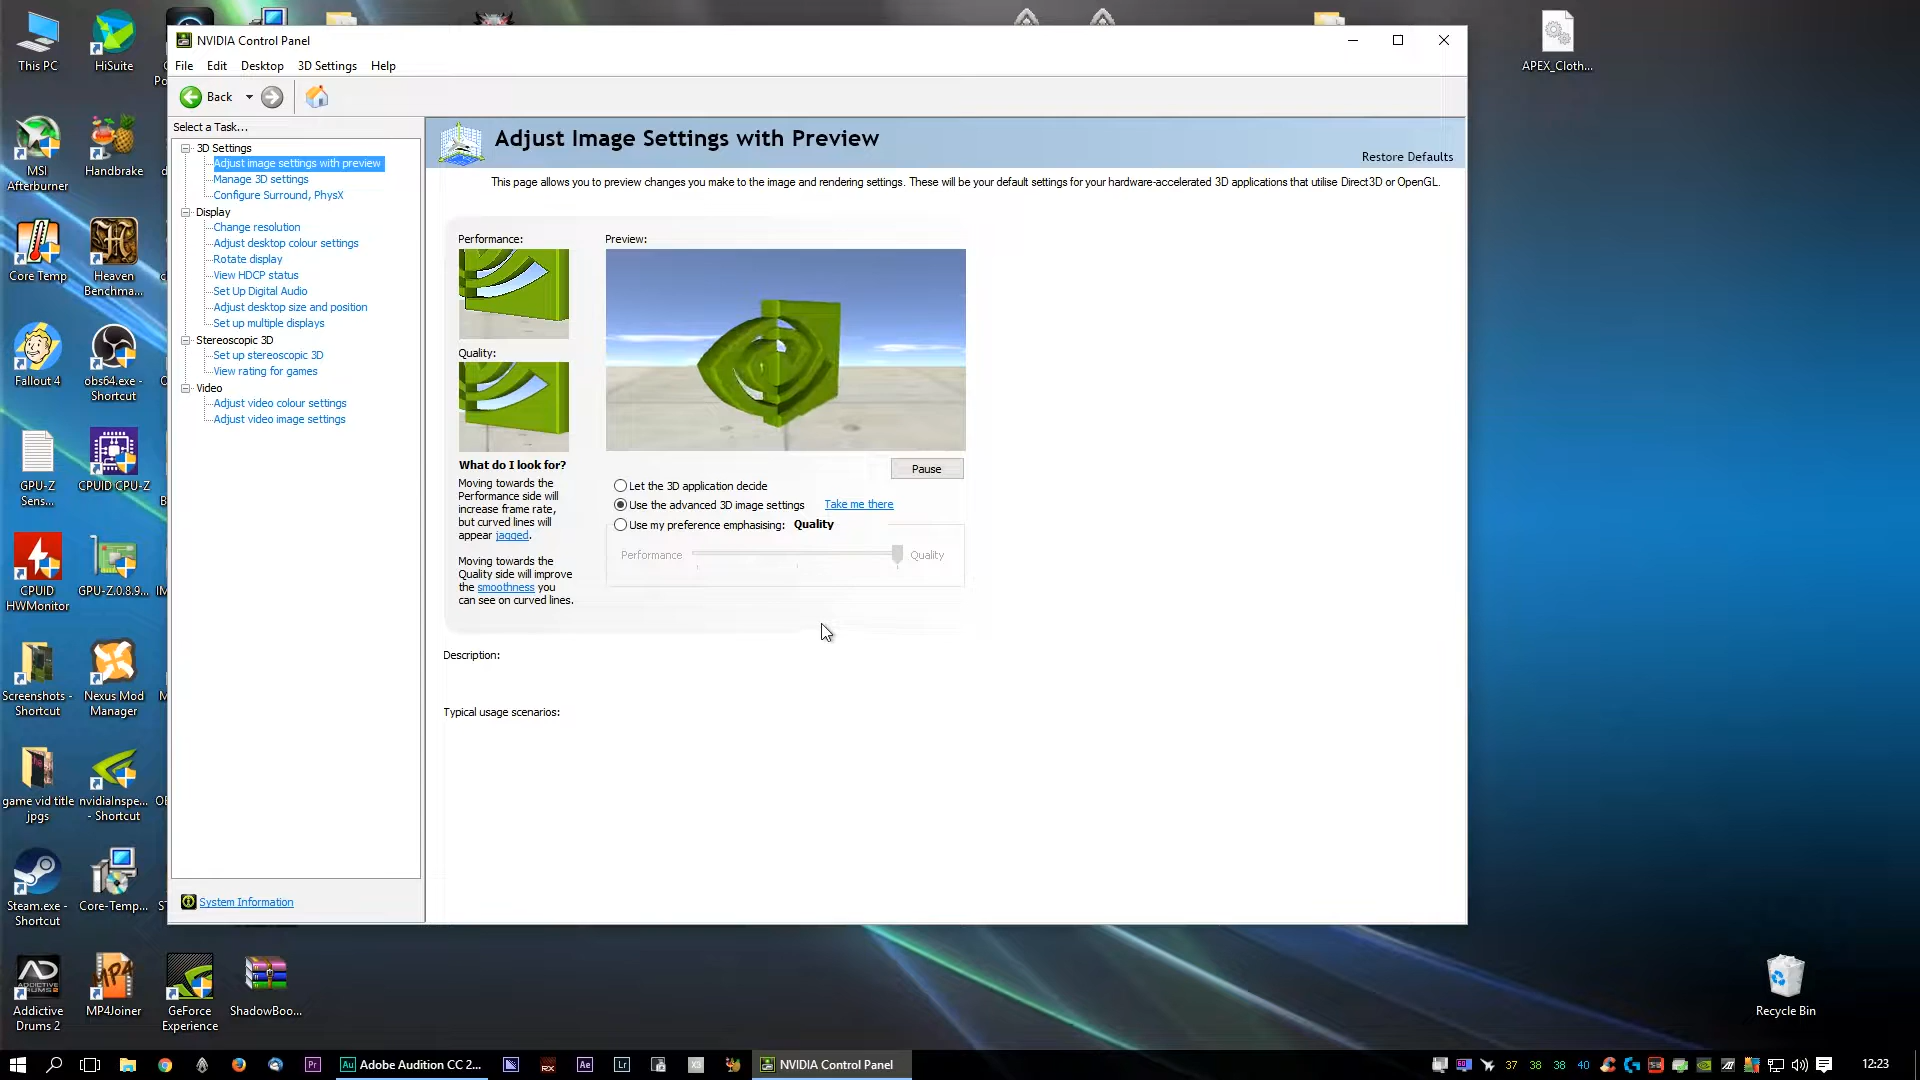 This PC
HiSuite
Po
APEX_Cloth...
NVIDIA Control Panel
File Edit Desktop 3D Settings Help
Back
Select a Task...
3D Settings
Adjust image settings with preview
Manage 3D settings
Configure Surround, PhysX
Display
Change resolution
Adjust desktop colour settings
Rotate display
View HDCP status
Set Up Digital Audio
Adjust desktop size and position
Set up multiple displays
Stereoscopic 3D
Set up stereoscopic 3D
View rating for games
Video
Adjust video colour settings
Adjust video image settings
System Information
Adjust Image Settings with Preview
Restore Defaults
This page allows you to preview changes you make to the image and rendering settings. These will be your default settings for your hardware-accelerated 3D applications that utilise Direct3D or OpenGL.
Performance:
Quality:
What do I look for?
Moving towards the
Performance side will
increase frame rate,
but curved lines will
appear jagged.
Moving towards the
Quality side will improve
the smoothness you
can see on curved lines.
Preview:
Pause
Let the 3D application decide
Use the advanced 3D image settings Take me there
Use my preference emphasising: Quality
Performance Quality
Description:
Typical usage scenarios:
MSI
Afterburner
Handbrake
Core Temp
Heaven
Benchma...
Fallout 4
obs64.exe -
Shortcut
GPU-Z
Sens...
CPUID CPU-Z
CPUID
HWMonitor
GPU-Z.0.8.9...
Screenshots -
Shortcut
Nexus Mod
Manager
game vid title
jpgs
nvidiaInspe...
- Shortcut
Steam.exe -
Shortcut
Core-Temp...
AD
ADDICTIVE
DRUMS 2
Addictive
Drums 2
MP4
MP4Joiner
GeForce
Experience
ShadowBoo...
Recycle Bin
Pr
Au Adobe Audition CC 2...
RX
Ae
Lr
NVIDIA Control Panel
37 38 38 40
12:23